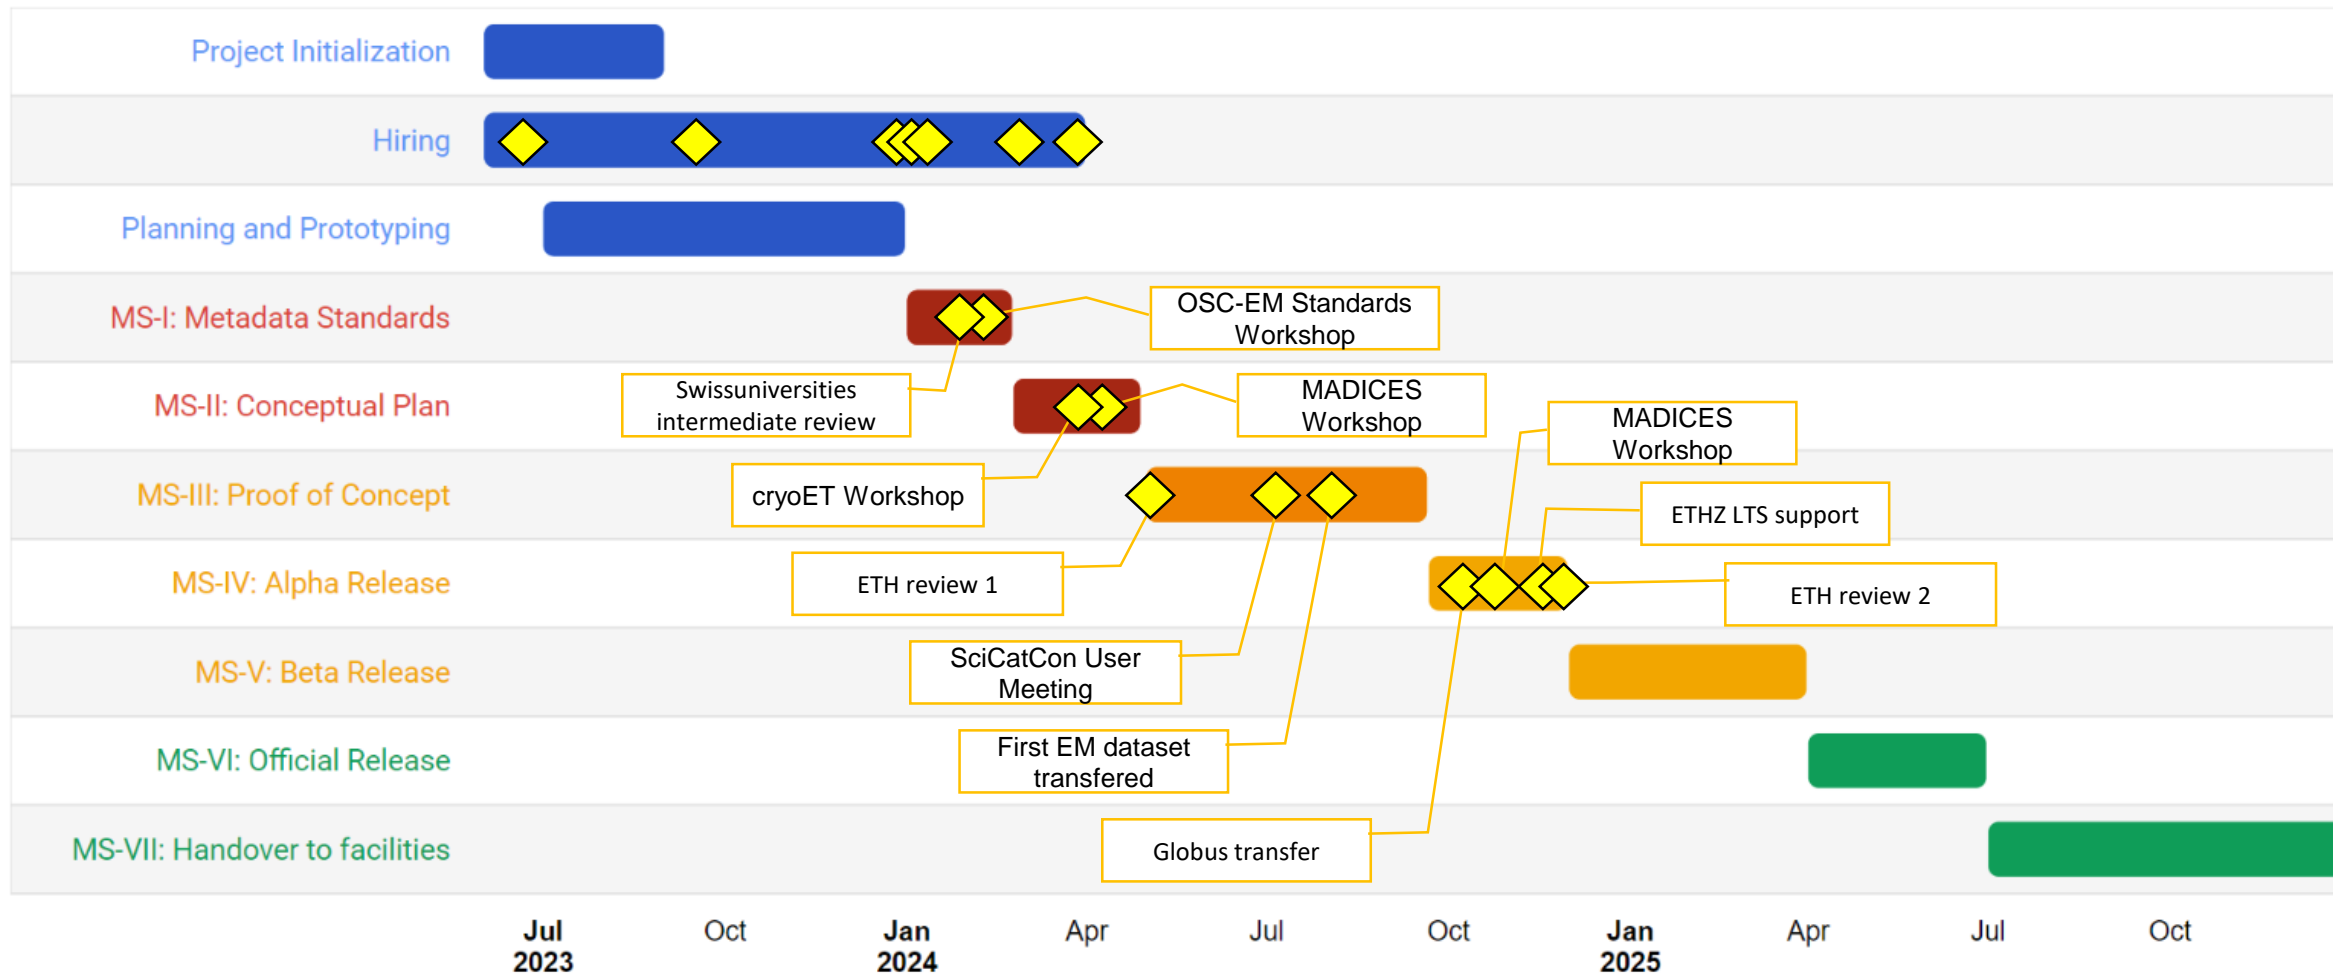 Project Initialization
Hiring
Planning and Prototyping
MS-I: Metadata Standards
OSC-EM Standards
Workshop
Swissuniversities
intermediate review
MS-II: Conceptual Plan
MADICES
Workshop
MADICES
Workshop
MS-III: Proof of Concept
cryoET Workshop
ETHZ LTS support
MS-IV: Alpha Release
ETH review 1
ETH review 2
MS-V: Beta Release
SciCatCon User
Meeting
MS-VI: Official Release
First EM dataset
transfered
MS-VII: Handover to facilities
Globus transfer
Jul
2023
Oct
Jan
2024
Apr
Jul
Oct
Jan
2025
Apr
Jul
Oct